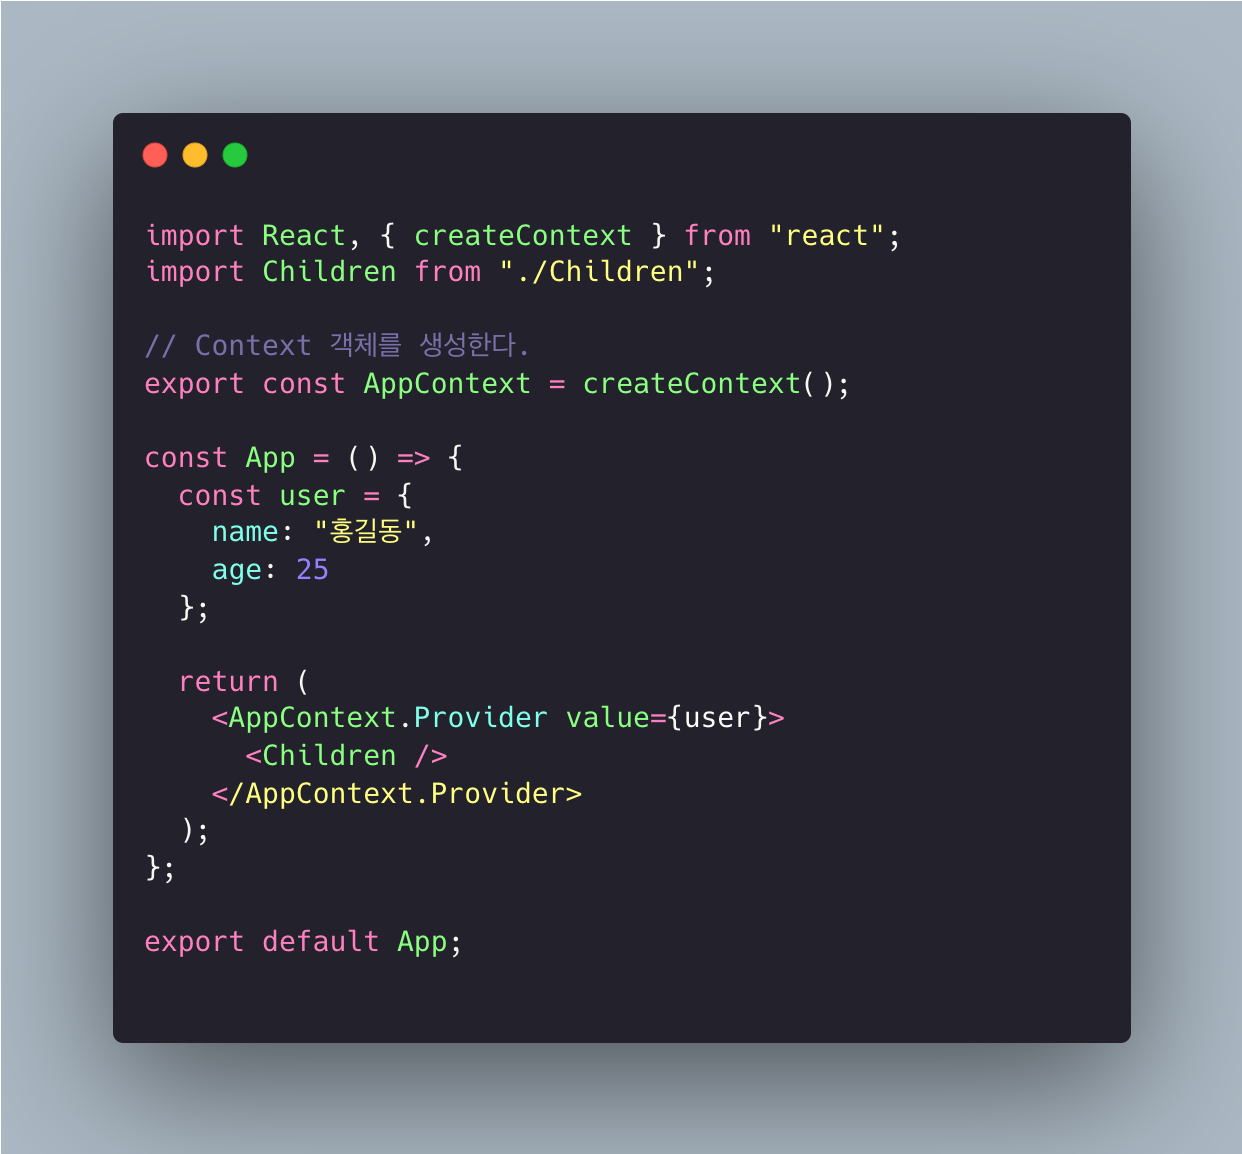 import React, { createContext } from "react";
import Children from "./Children";
// Context 객체를 생성한다.
export const AppContext = createContext();
const App = () => {
  const user = {
    name: "홍길동",
    age: 25
  };
  return (
    <AppContext.Provider value={user}>
      <Children />
    </AppContext.Provider>
  );
};
export default App;